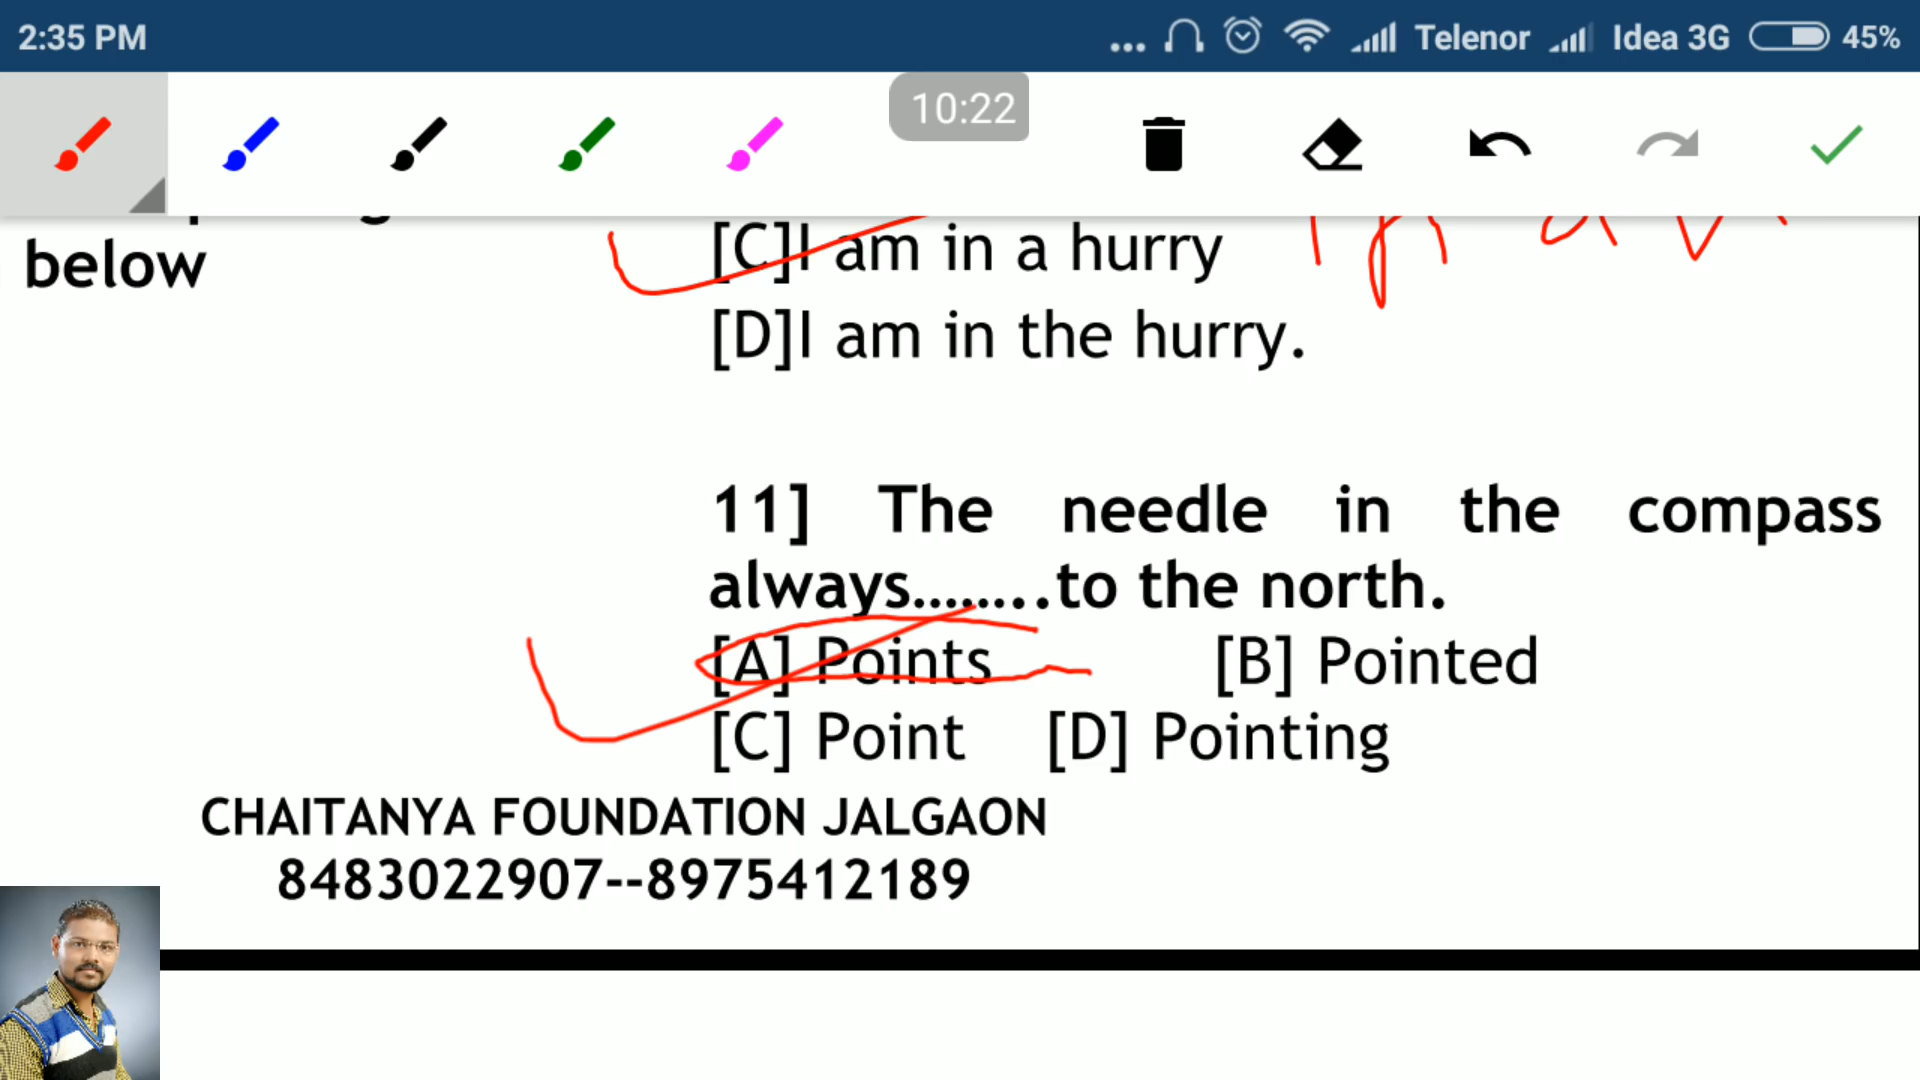 2:35 PM ... Telenor Idea 3G 45%
10:22
below
[C]I am in a hurry
[D]I am in the hurry.
11] The needle in the compass
always........to the north.
[A] Points [B] Pointed
[C] Point [D] Pointing
CHAITANYA FOUNDATION JALGAON
8483022907--8975412189